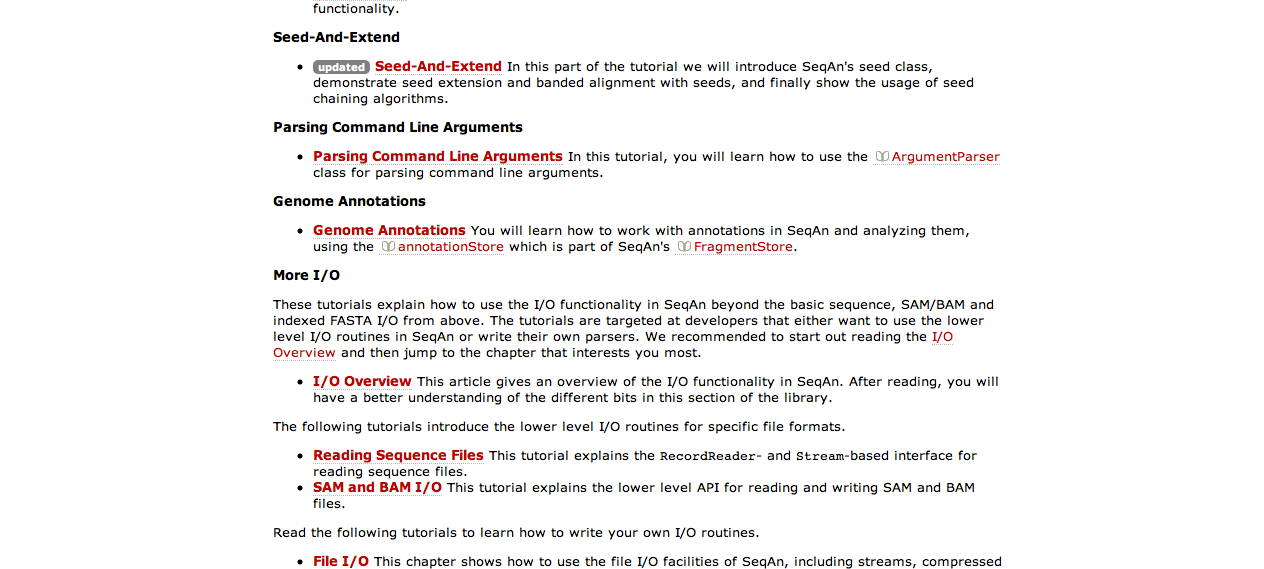 functionality.
Seed-And-Extend
updated Seed-And-Extend In this part of the tutorial we will introduce SeqAn's seed class,
demonstrate seed extension and banded alignment with seeds, and finally show the usage of seed
chaining algorithms.
Parsing Command Line Arguments
Parsing Command Line Arguments In this tutorial, you will learn how to use the ArgumentParser
class for parsing command line arguments.
Genome Annotations
Genome Annotations You will learn how to work with annotations in SeqAn and analyzing them,
using the annotationStore which is part of SeqAn's FragmentStore.
More I/O
These tutorials explain how to use the I/O functionality in SeqAn beyond the basic sequence, SAM/BAM and
indexed FASTA I/O from above. The tutorials are targeted at developers that either want to use the lower
level I/O routines in SeqAn or write their own parsers. We recommended to start out reading the I/O
Overview and then jump to the chapter that interests you most.
I/O Overview This article gives an overview of the I/O functionality in SeqAn. After reading, you will
have a better understanding of the different bits in this section of the library.
The following tutorials introduce the lower level I/O routines for specific file formats.
Reading Sequence Files This tutorial explains the RecordReader- and Stream-based interface for
reading sequence files.
SAM and BAM I/O This tutorial explains the lower level API for reading and writing SAM and BAM
files.
Read the following tutorials to learn how to write your own I/O routines.
File I/O This chapter shows how to use the file I/O facilities of SeqAn, including streams, compressed